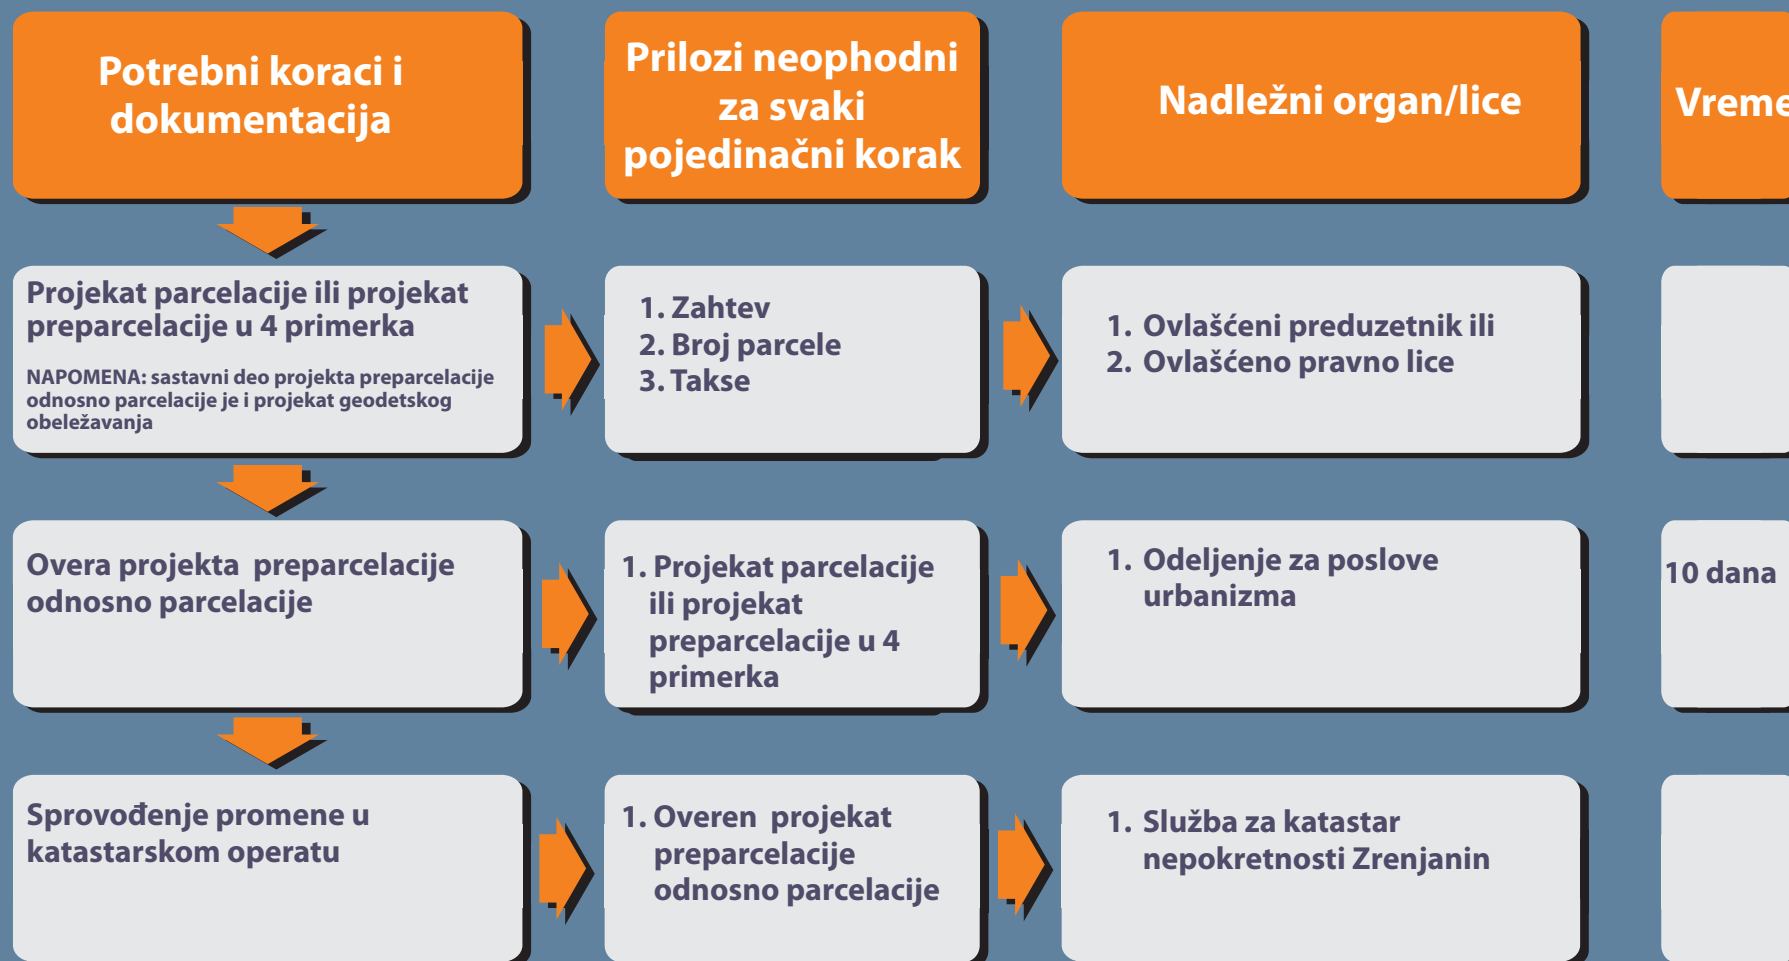 Potrebni koraci i
dokumentacija
Prilozi neophodni
za svaki
pojedinačni korak
Nadležni organ/lice
Vreme
Projekat parcelacije ili projekat
preparcelacije u 4 primerka
NAPOMENA: sastavni deo projekta preparcelacije
odnosno parcelacije je i projekat geodetskog
obeležavanja
1. Zahtev
2. Broj parcele
3. Takse
1. Ovlašćeni preduzetnik ili
2. Ovlašćeno pravno lice
Overa projekta preparcelacije
odnosno parcelacije
1. Projekat parcelacije
ili projekat
preparcelacije u 4
primerka
1. Odeljenje za poslove
urbanizma
10 dana
Sprovođenje promene u
katastarskom operatu
1. Overen projekat
preparcelacije
odnosno parcelacije
1. Služba za katastar
nepokretnosti Zrenjanin